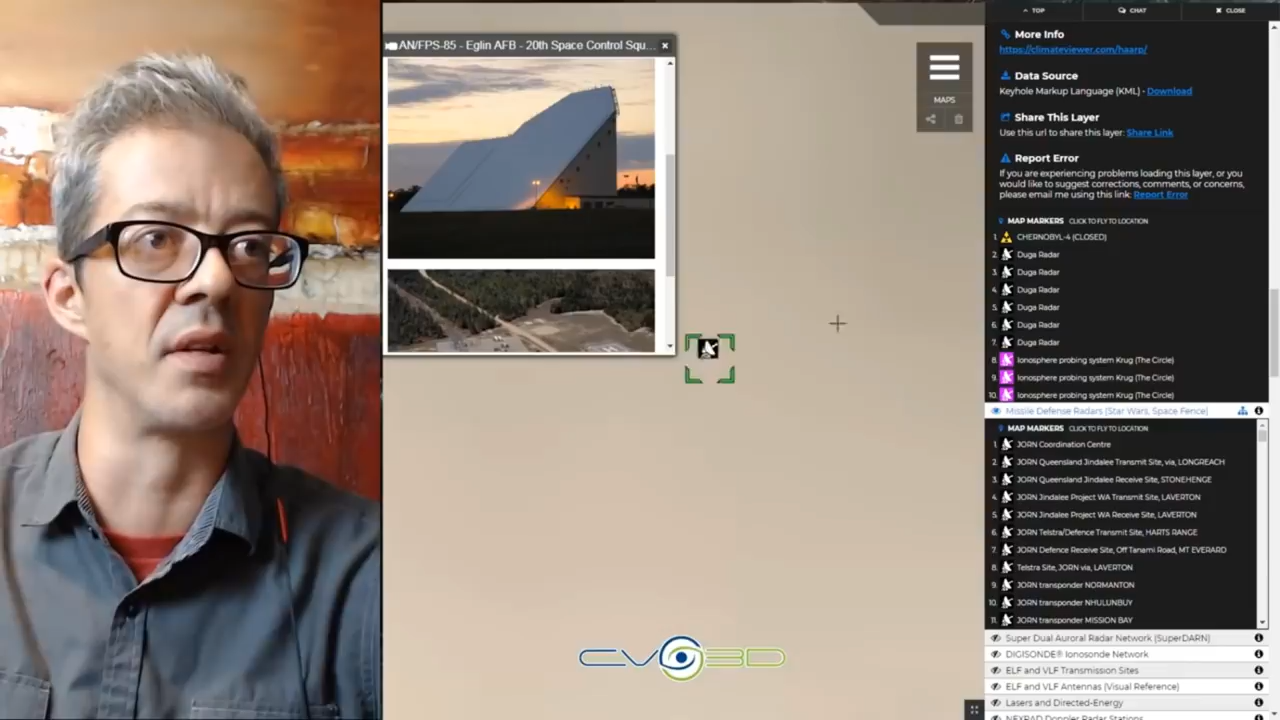 AN/FPS-85 - Eglin AFB - 20th Space Control Squ...
MAPS
TOP
CHAT
CLOSE
More Info
https://climateviewer.com/haarp/
Data Source
Keyhole Markup Language (KML) - Download
Share This Layer
Use this url to share this layer: Share Link
Report Error
If you are experiencing problems loading this layer, or you
would like to suggest corrections, comments, or concerns,
please email me using this link: Report Error
MAP MARKERS CLICK TO FLY TO LOCATION
1. CHERNOBYL-4 (CLOSED)
2. Duga Radar
3. Duga Radar
4. Duga Radar
5. Duga Radar
6. Duga Radar
7. Duga Radar
8. Ionosphere probing system Krug (The Circle)
9. Ionosphere probing system Krug (The Circle)
10. Ionosphere probing system Krug (The Circle)
Missile Defense Radars (Star Wars, Space Fence)
MAP MARKERS CLICK TO FLY TO LOCATION
1. JORN Coordination Centre
2. JORN Queensland Jindalee Transmit Site, via, LONGREACH
3. JORN Queensland Jindalee Receive Site, STONEHENGE
4. JORN Jindalee Project WA Transmit Site, LAVERTON
5. JORN Jindalee Project WA Receive Site, LAVERTON
6. JORN Telstra/Defence Transmit Site, HARTS RANGE
7. JORN Defence Receive Site, Off Tanami Road, MT EVERARD
8. Telstra Site, JORN via, LAVERTON
9. JORN transponder NORMANTON
10. JORN transponder NHULUNBUY
11. JORN transponder MISSION BAY
Super Dual Auroral Radar Network (SuperDARN)
DIGISONDE® Ionosonde Network
ELF and VLF Transmission Sites
ELF and VLF Antennas (Visual Reference)
Lasers and Directed-Energy
NEXRAD Doppler Radar Stations
CV3D